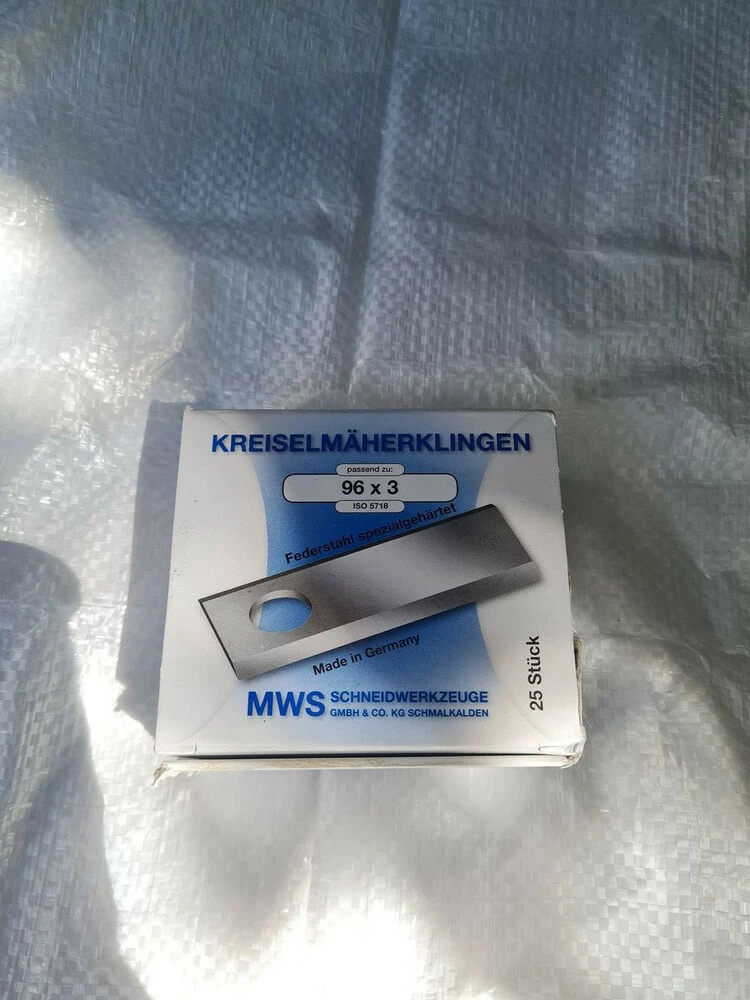 KREISELMÄHERKLINGEN
passend zu:
96 x 3
ISO 5718
Federstahl spezialgehärtet
Made in Germany
MWS SCHNEIDWERKZEUGE
GMBH & CO. KG SCHMALKALDEN
25 Stück